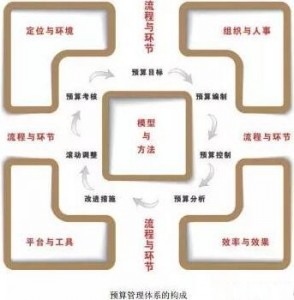 流程与环节
定位与环境
组织与人事
预算目标
预算考核
预算编制
模型
与
方法
流程与环节
流程与环节
滚动调整
预算控制
改进措施
预算分析
流程与环节
平台与工具
效率与效果
预算管理体系的构成